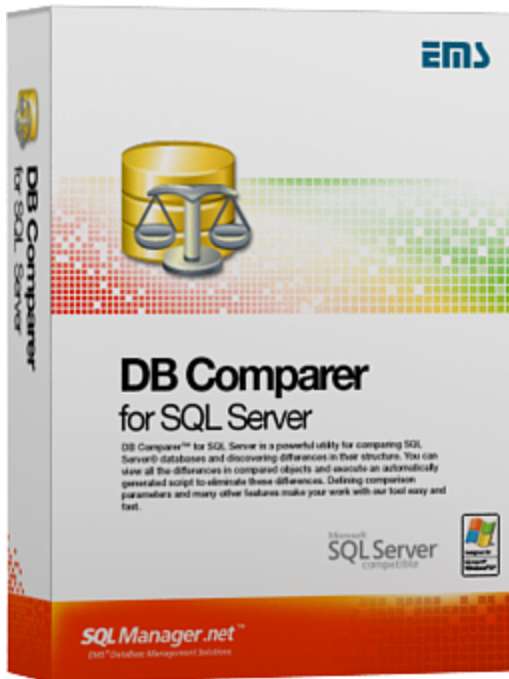 EMS
DB Comparer
for SQL Server
DB Comparer
for SQL Server
DB Comparer™ for SQL Server is a powerful utility for comparing SQL
Server® databases and discovering differences in their structure. You can
view all the differences in compared objects and execute an automatically
generated script to eliminate these differences. Defining comparison
parameters and many other features make your work with our tool easy and
fast.
Microsoft
SQL Server
compatible
SQL Manager.net™
EMS® DataBase Management Solutions